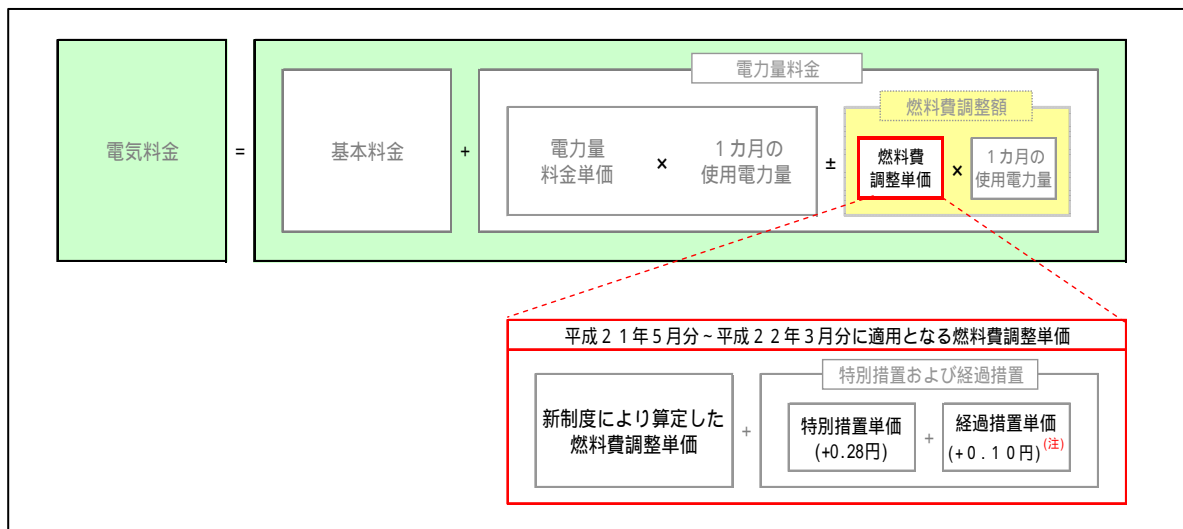 電力量料金
燃料費調整額
電気料金
=
基本料金
+
電力量
料金単価
×
1カ月の
使用電力量
±
燃料費
調整単価
×
1カ月の
使用電力量
平成21年5月分~平成22年3月分に適用となる燃料費調整単価
特別措置および経過措置
新制度により算定した
燃料費調整単価
+
特別措置単価
(+0.28円)
+
経過措置単価
(+0.10円)(注)